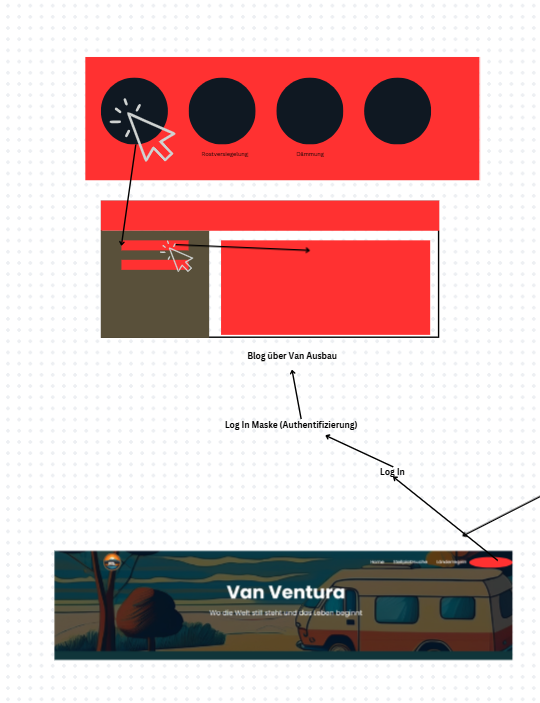 Rostversiegelung Dämmung
Blog über Van Ausbau
Log In Maske (Authentifizierung)
Log In
Home Stellplatzsuche Länderregeln
Van Ventura
Wo die Welt still steht und das Leben beginnt